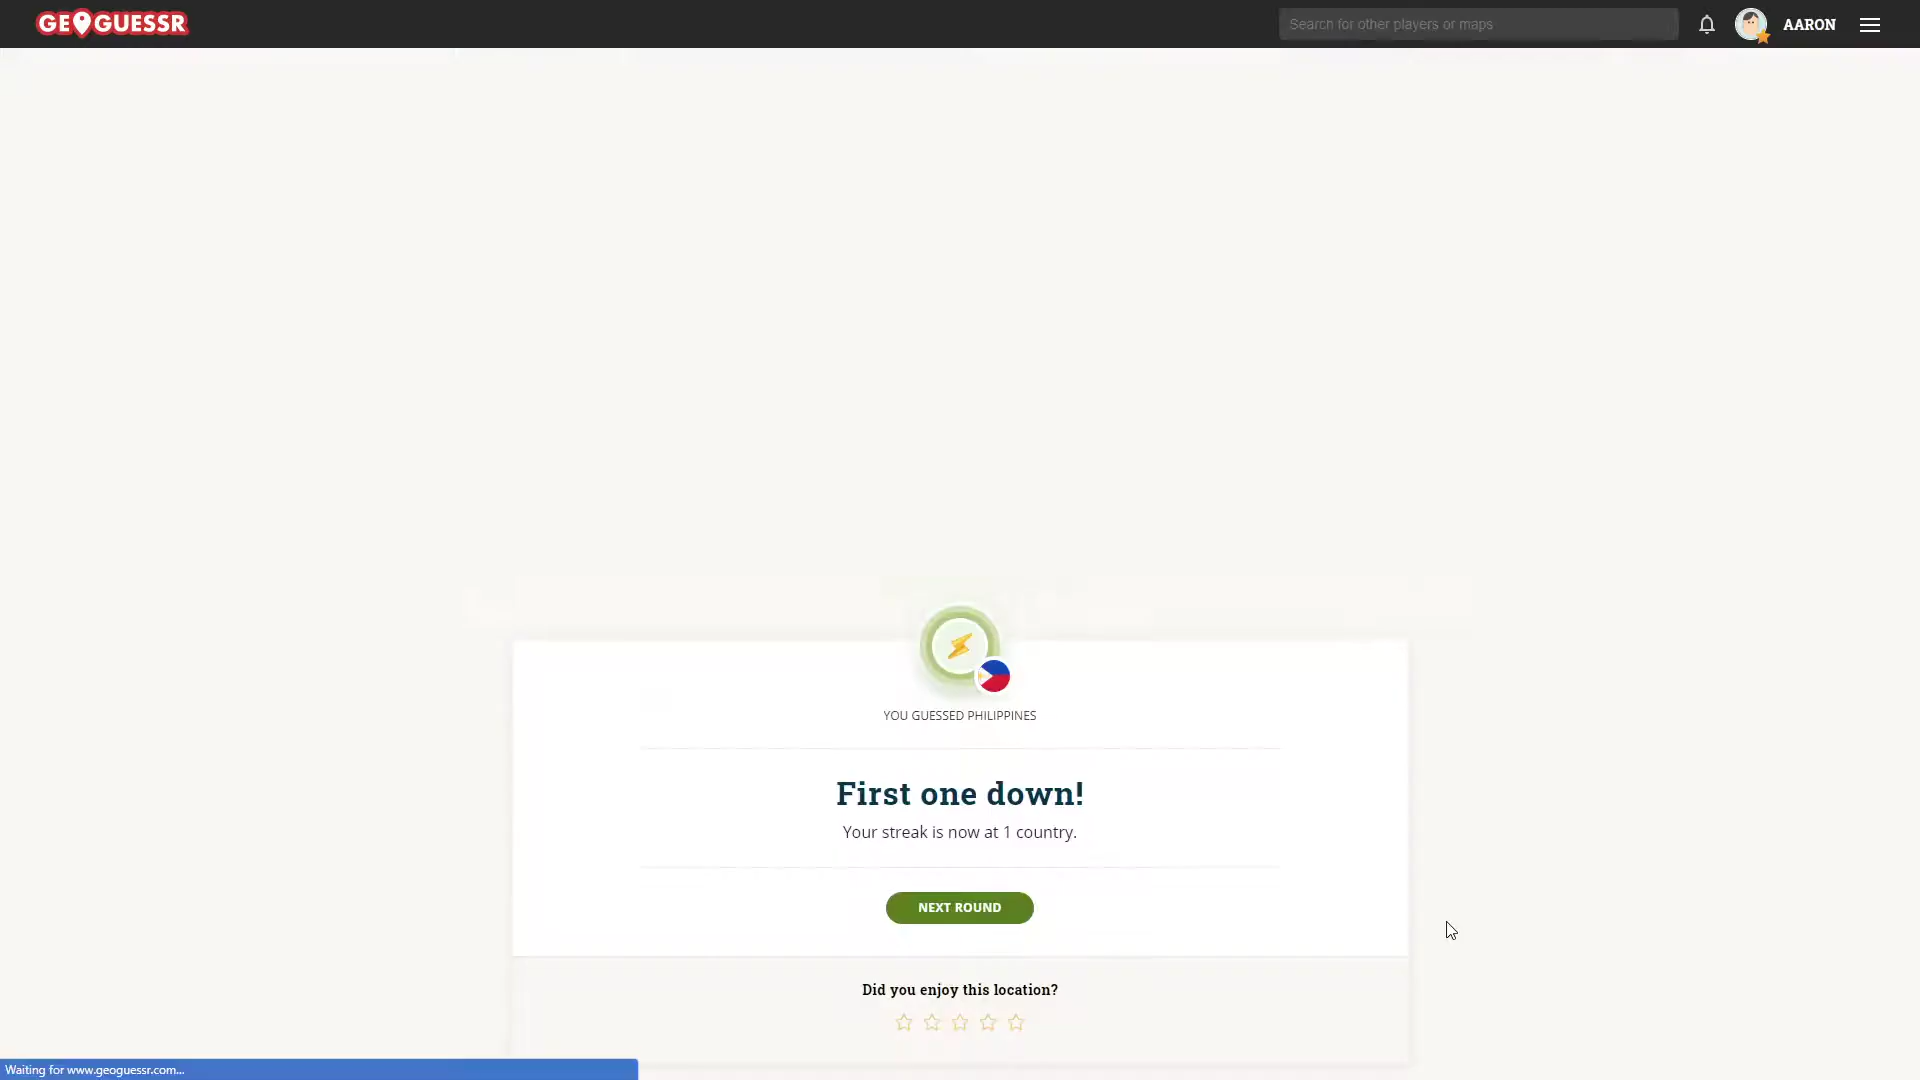 GEOGUESSR
Search for other players or maps
AARON
YOU GUESSED PHILIPPINES
First one down!
Your streak is now at 1 country.
NEXT ROUND
Did you enjoy this location?
Waiting for www.geoguessr.com...